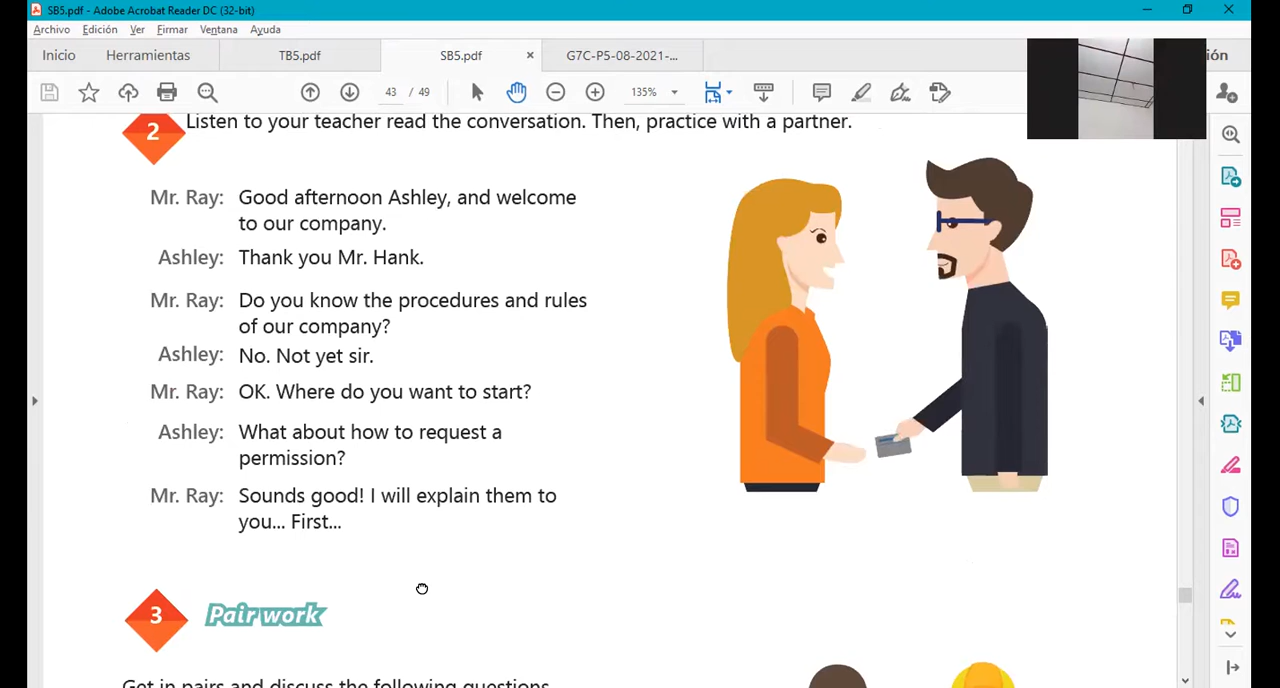 SB5.pdf - Adobe Acrobat Reader DC (32-bit)
Archivo Edición Ver Firmar Ventana Ayuda
Inicio Herramientas TB5.pdf SB5.pdf × G7C-P5-08-2021-... ión
43 / 49 135%
2 Listen to your teacher read the conversation. Then, practice with a partner.
Mr. Ray: Good afternoon Ashley, and welcome
to our company.
Ashley: Thank you Mr. Hank.
Mr. Ray: Do you know the procedures and rules
of our company?
Ashley: No. Not yet sir.
Mr. Ray: OK. Where do you want to start?
Ashley: What about how to request a
permission?
Mr. Ray: Sounds good! I will explain them to
you... First...
3 Pair work
Get in pairs and discuss the following questions